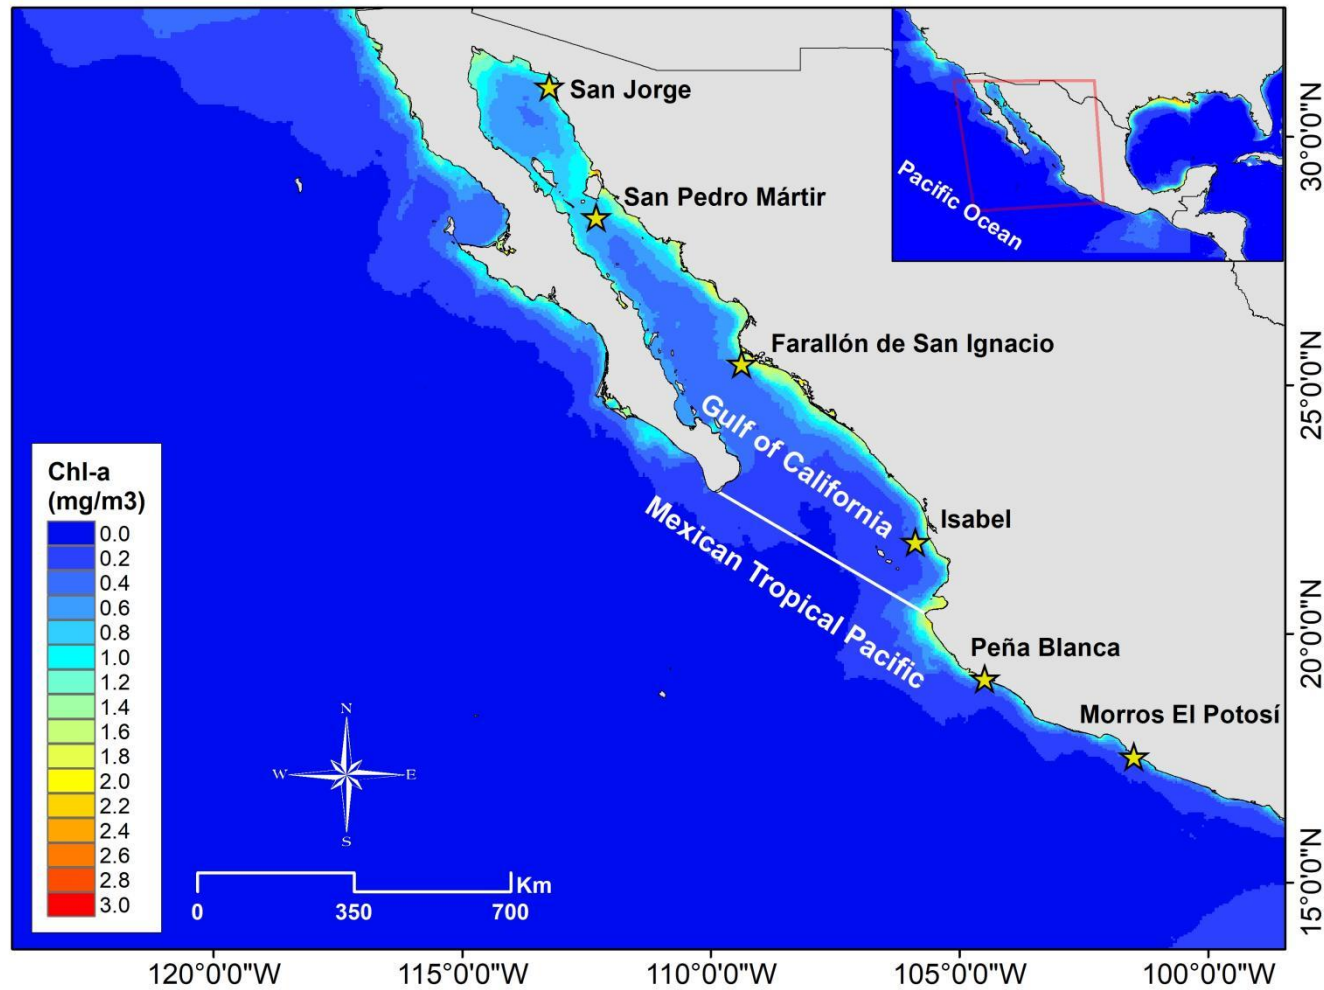 San Jorge
San Pedro Mártir
Farallón de San Ignacio
Gulf of California
Isabel
Mexican Tropical Pacific
Peña Blanca
Morros El Potosí
Pacific Ocean
Chl-a
(mg/m3)
0.0
0.2
0.4
0.6
0.8
1.0
1.2
1.4
1.6
1.8
2.0
2.2
2.4
2.6
2.8
3.0
N
W
E
S
Km
0
350
700
30°0'0"N
25°0'0"N
20°0'0"N
15°0'0"N
120°0'0"W
115°0'0"W
110°0'0"W
105°0'0"W
100°0'0"W